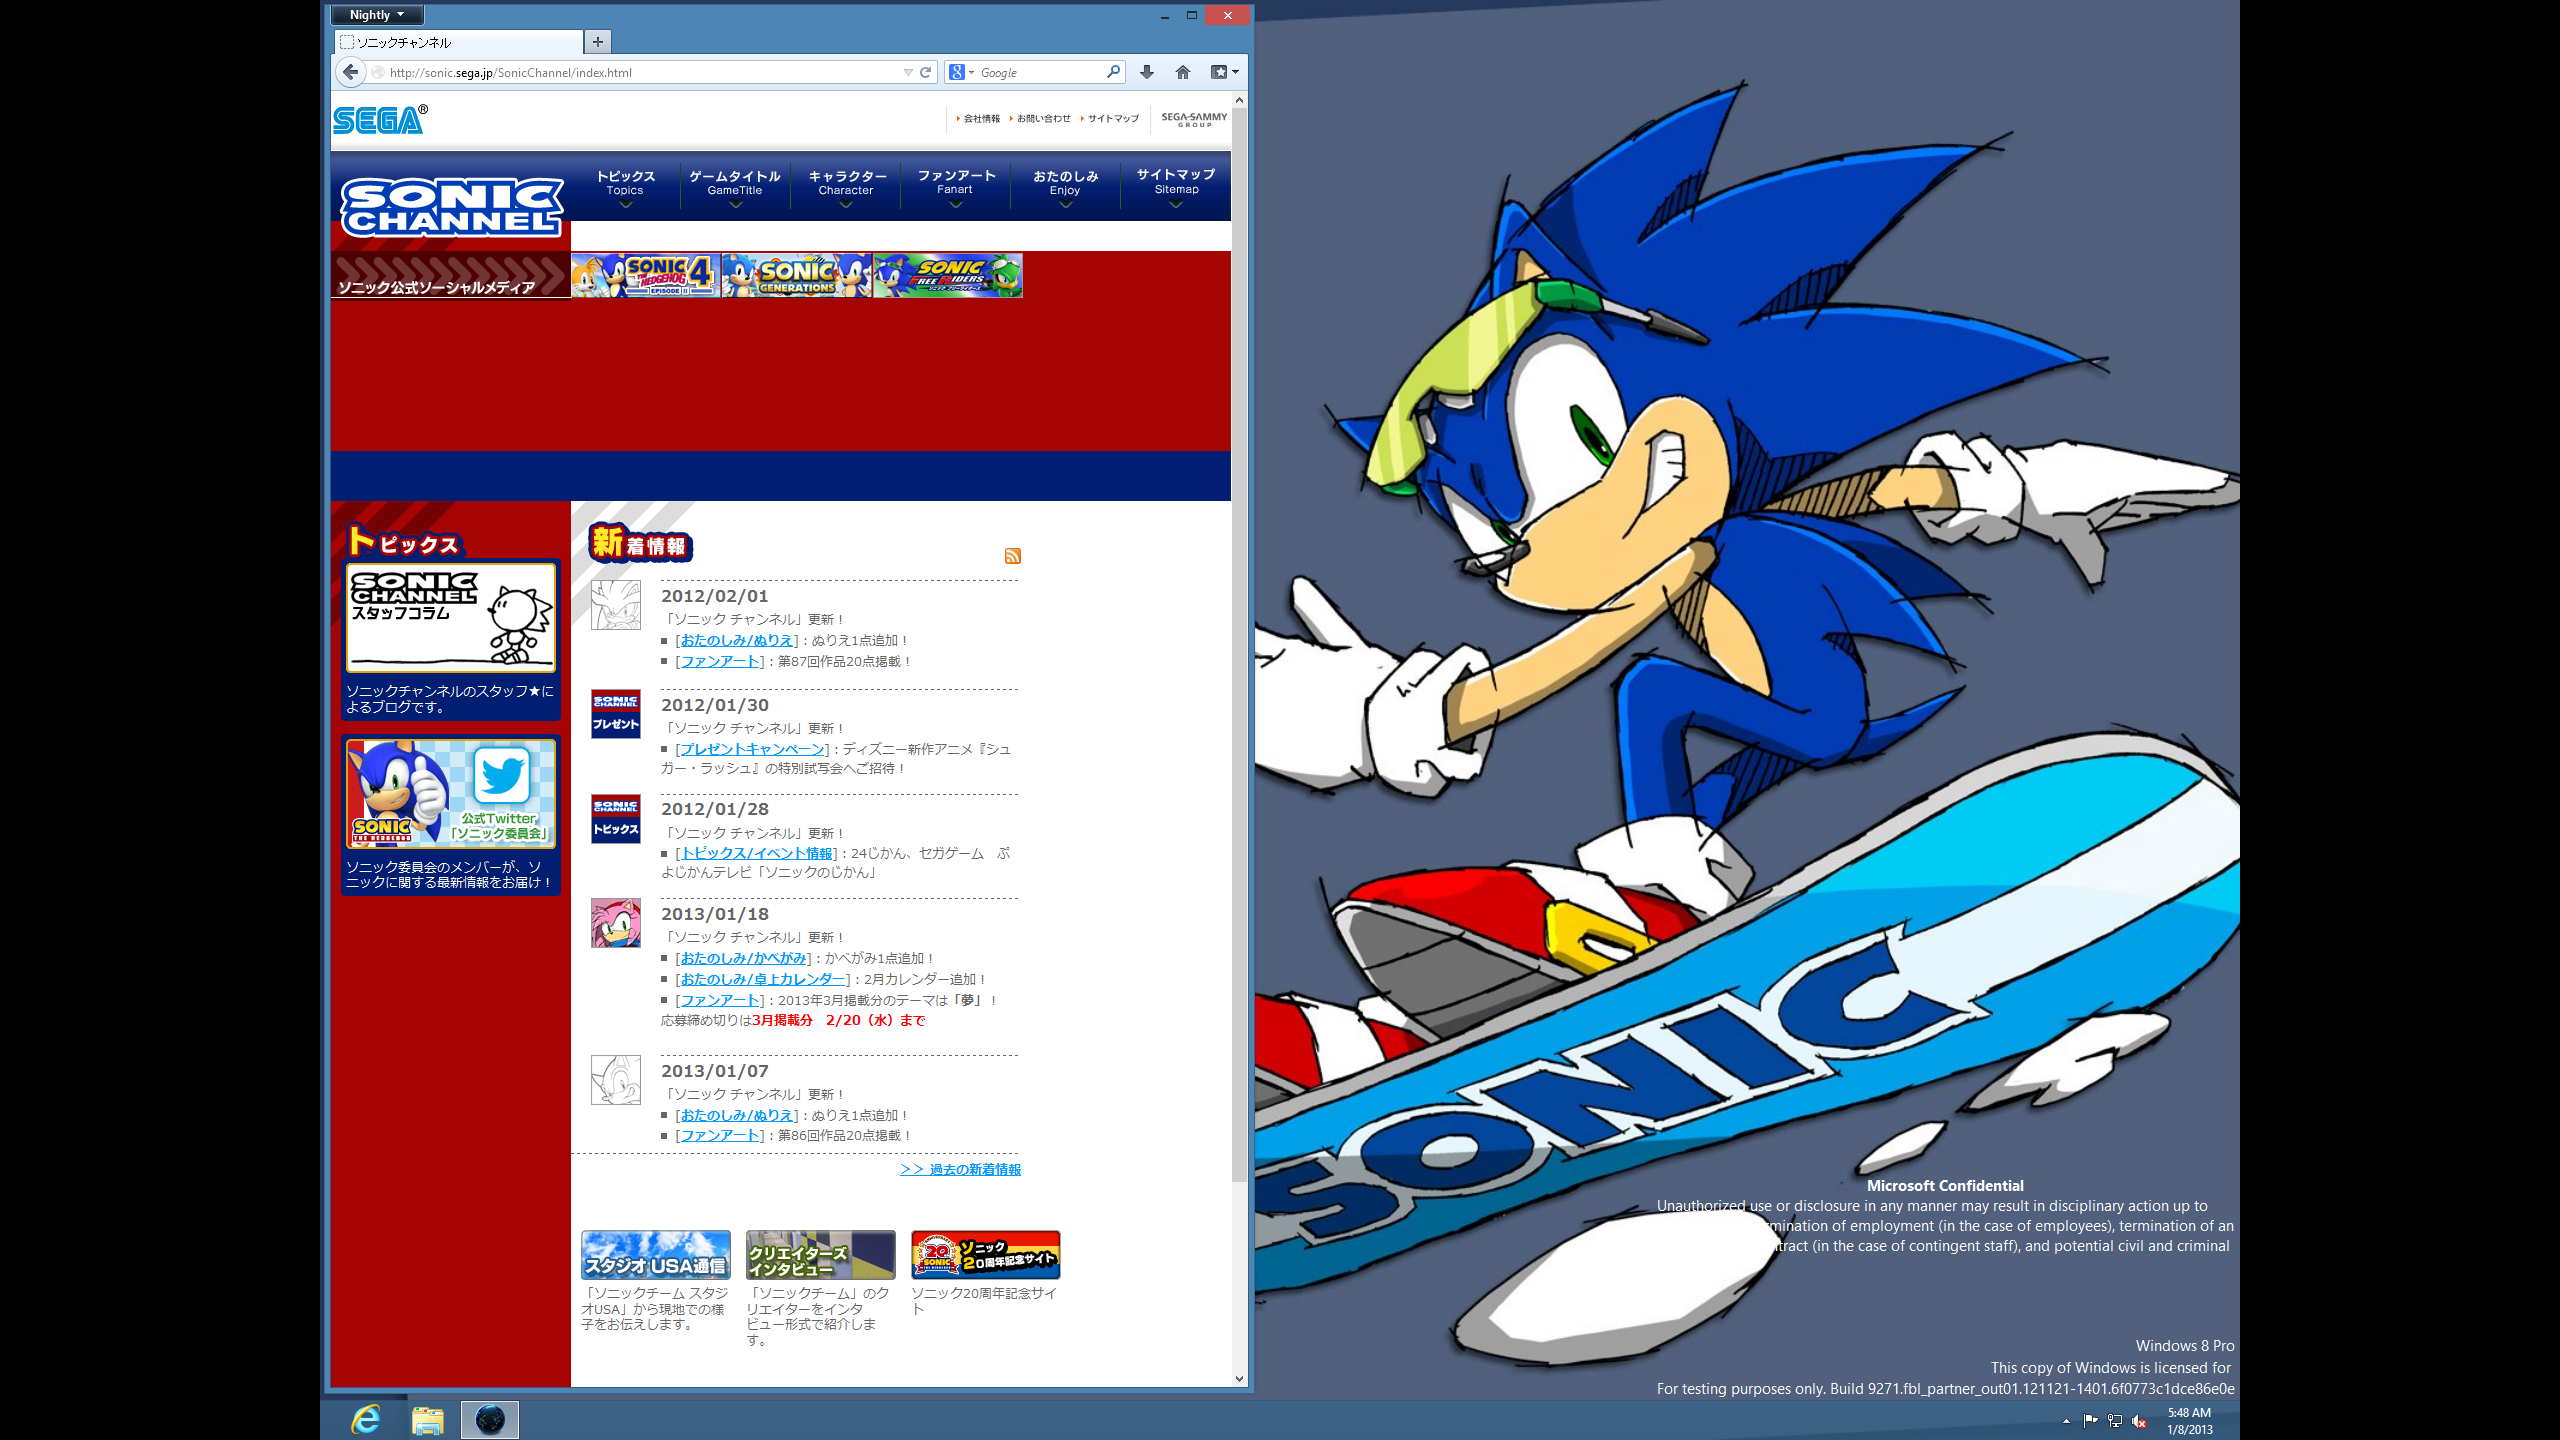 Nightly
ソニックチャンネル
http://sonic.sega.jp/SonicChannel/index.html
Google
SEGA®
会社情報 お問い合わせ サイトマップ
SEGA SAMMY GROUP
SONIC CHANNEL
トピックス Topics
ゲームタイトル GameTitle
キャラクター Character
ファンアート Fanart
おたのしみ Enjoy
サイトマップ Sitemap
ソニック公式ソーシャルメディア
SONIC THE HEDGEHOG 4 EPISODE II
SONIC GENERATIONS
SONIC FREE RIDERS
トピックス
SONIC CHANNEL
スタッフコラム
ソニックチャンネルのスタッフ★に
よるブログです。
SONIC THE HEDGEHOG
公式Twitter
「ソニック委員会」
ソニック委員会のメンバーが、ソ
ニックに関する最新情報をお届け！
新着情報
2012/02/01
「ソニック チャンネル」更新！
[おたのしみ/ぬりえ]：ぬりえ1点追加！
[ファンアート]：第87回作品20点掲載！
SONIC CHANNEL
プレゼント
2012/01/30
「ソニック チャンネル」更新！
[プレゼントキャンペーン]：ディズニー新作アニメ『シュ
ガー・ラッシュ』の特別試写会へご招待！
SONIC CHANNEL
トピックス
2012/01/28
「ソニック チャンネル」更新！
[トピックス/イベント情報]：24じかん、セガゲーム　ぷ
よじかんテレビ「ソニックのじかん」
2013/01/18
「ソニック チャンネル」更新！
[おたのしみ/かべがみ]：かべがみ1点追加！
[おたのしみ/卓上カレンダー]：2月カレンダー追加！
[ファンアート]：2013年3月掲載分のテーマは「夢」！
応募締め切りは3月掲載分　2/20（水）まで
2013/01/07
「ソニック チャンネル」更新！
[おたのしみ/ぬりえ]：ぬりえ1点追加！
[ファンアート]：第86回作品20点掲載！
＞＞ 過去の新着情報
スタジオ USA通信
「ソニックチーム スタジ
オUSA」から現地での様
子をお伝えします。
クリエイターズ
インタビュー
「ソニックチーム」のク
リエイターをインタ
ビュー形式で紹介しま
す。
20 SONIC
ソニック
20周年記念サイト
ソニック20周年記念サイ
ト
SONIC
Microsoft Confidential
Unauthorized use or disclosure in any manner may result in disciplinary action up to
mination of employment (in the case of employees), termination of an
tract (in the case of contingent staff), and potential civil and criminal
Windows 8 Pro
This copy of Windows is licensed for
For testing purposes only. Build 9271.fbl_partner_out01.121121-1401.6f0773c1dce86e0e
5:48 AM
1/8/2013